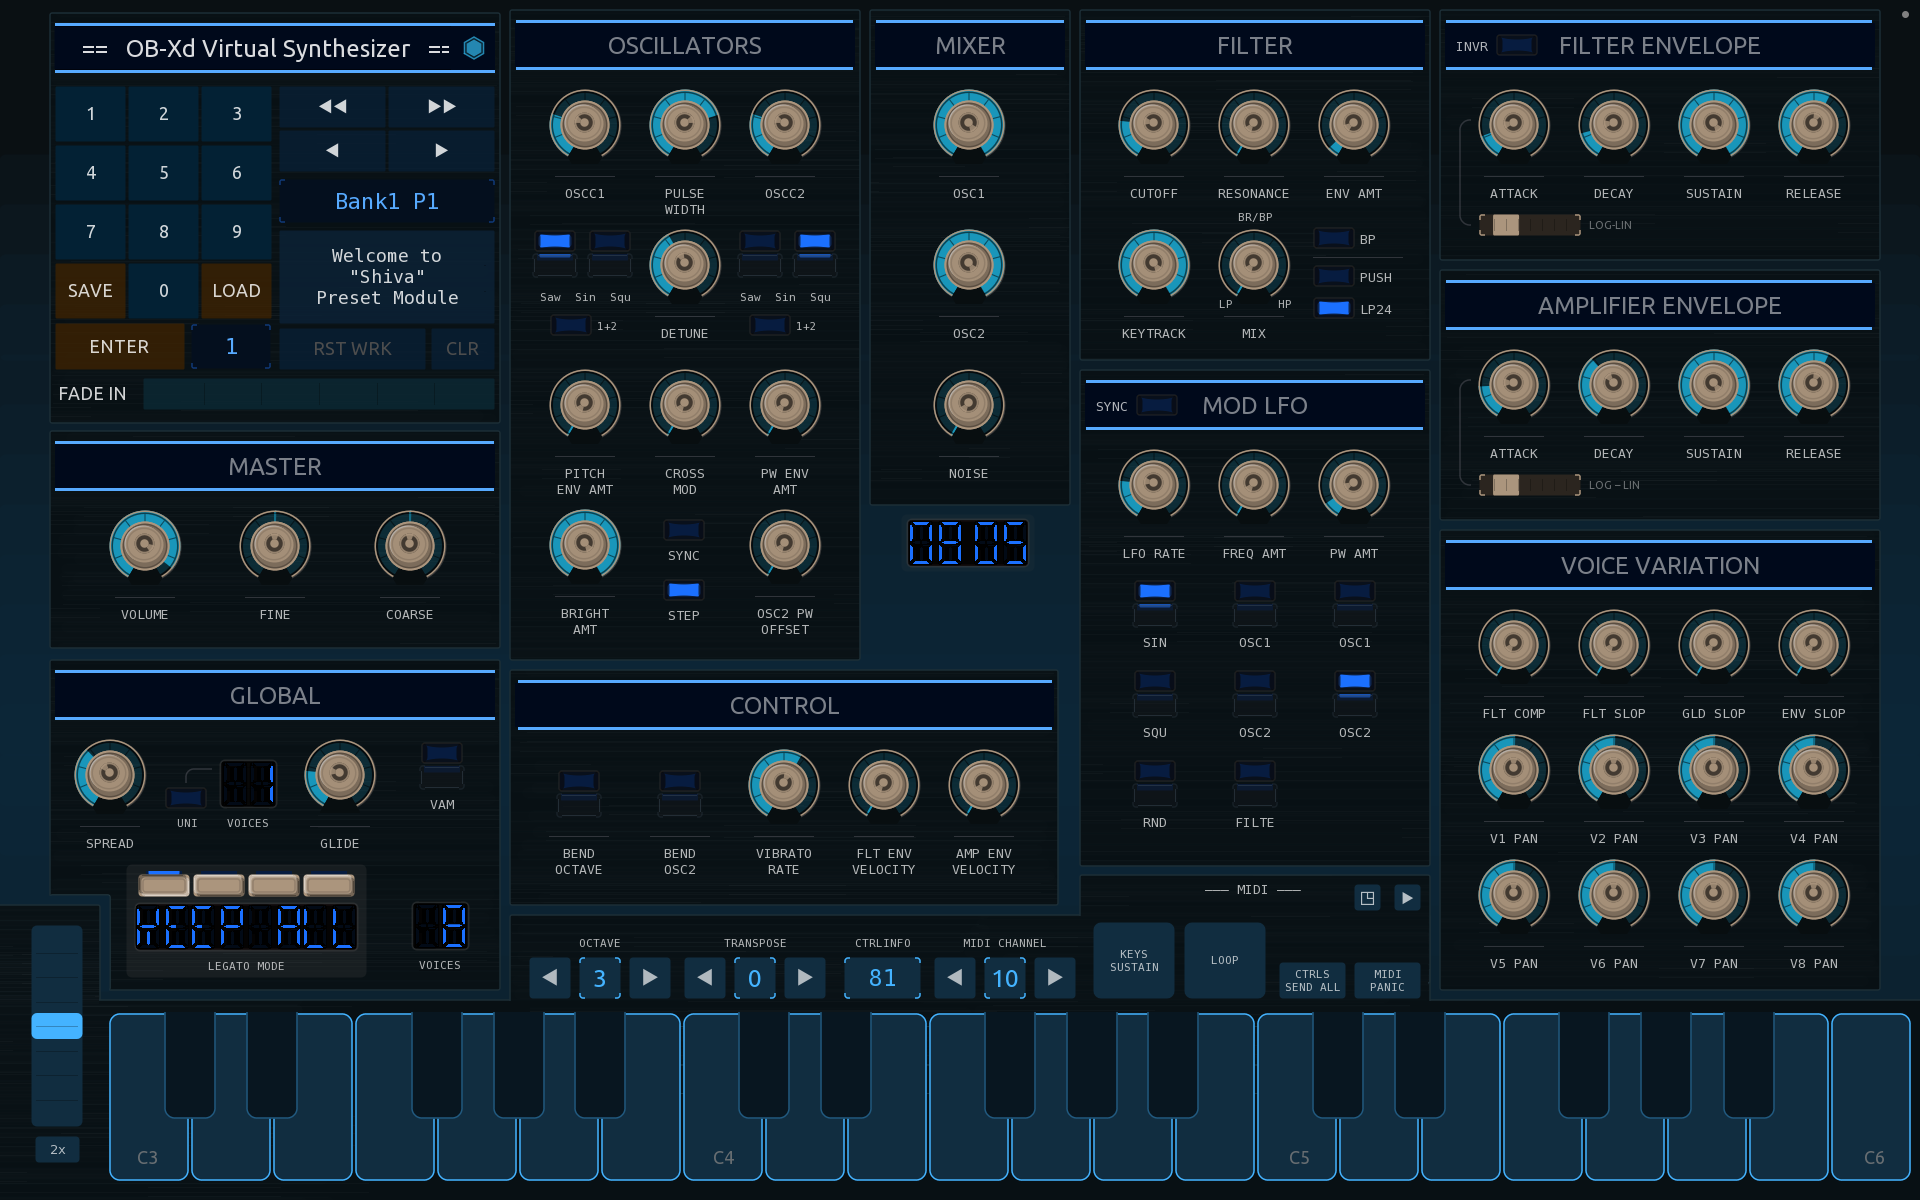 == OB-Xd Virtual Synthesizer ==
1 2 3
4 5 6
7 8 9
SAVE 0 LOAD
ENTER 1
Bank1 P1
Welcome to
"Shiva"
Preset Module
RST WRK CLR
FADE IN
MASTER
VOLUME FINE COARSE
GLOBAL
SPREAD
UNI
1
VOICES
GLIDE
VAM
KEEP ALL
LEGATO MODE
8
VOICES
OSCILLATORS
OSCC1
PULSE
WIDTH
OSCC2
Saw Sin Squ
1+2
DETUNE
Saw Sin Squ
1+2
PITCH
ENV AMT
CROSS
MOD
PW ENV
AMT
BRIGHT
AMT
SYNC
STEP
OSC2 PW
OFFSET
MIXER
OSC1
OSC2
NOISE
CONTROL
BEND
OCTAVE
BEND
OSC2
VIBRATO
RATE
FLT ENV
VELOCITY
AMP ENV
VELOCITY
FILTER
CUTOFF RESONANCE ENV AMT
KEYTRACK
BR/BP
LP HP
MIX
BP
PUSH
LP24
SYNC MOD LFO
LFO RATE FREQ AMT PW AMT
SIN OSC1 OSC1
SQU OSC2 OSC2
RND FILTE
INVR FILTER ENVELOPE
ATTACK DECAY SUSTAIN RELEASE
LOG-LIN
AMPLIFIER ENVELOPE
ATTACK DECAY SUSTAIN RELEASE
LOG – LIN
VOICE VARIATION
FLT COMP FLT SLOP GLD SLOP ENV SLOP
V1 PAN V2 PAN V3 PAN V4 PAN
V5 PAN V6 PAN V7 PAN V8 PAN
MIDI
OCTAVE
3
TRANSPOSE
0
CTRLINFO
81
MIDI CHANNEL
10
KEYS
SUSTAIN
LOOP
CTRLS
SEND ALL
MIDI
PANIC
2x
C3 C4 C5 C6